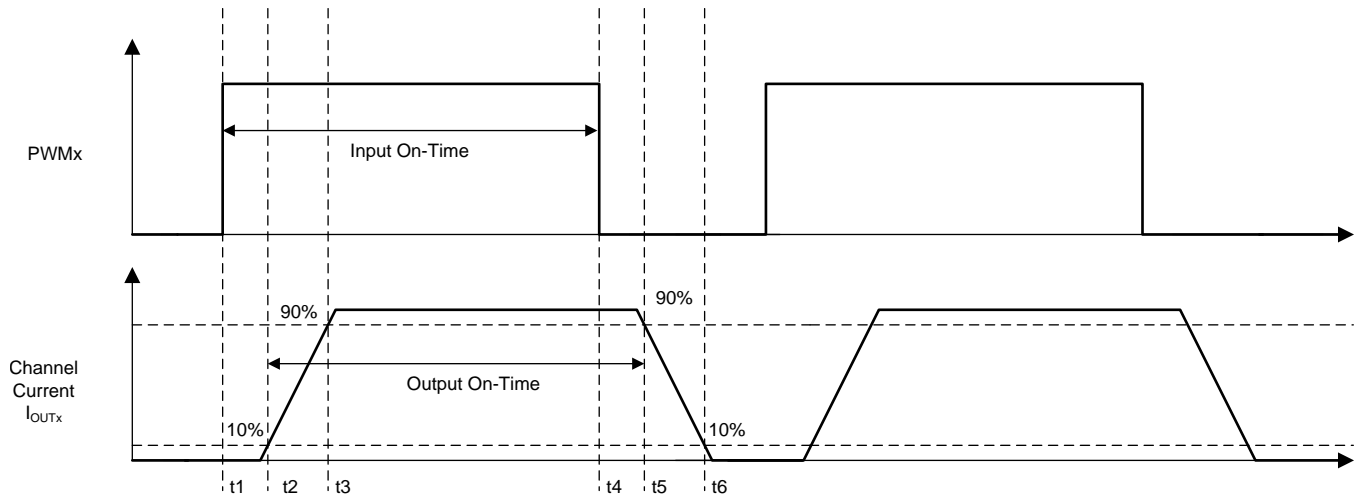 PWMx
Input On-Time
90%
90%
Channel
Current
IOUTx
Output On-Time
10%
10%
t1
t2
t3
t4
t5
t6